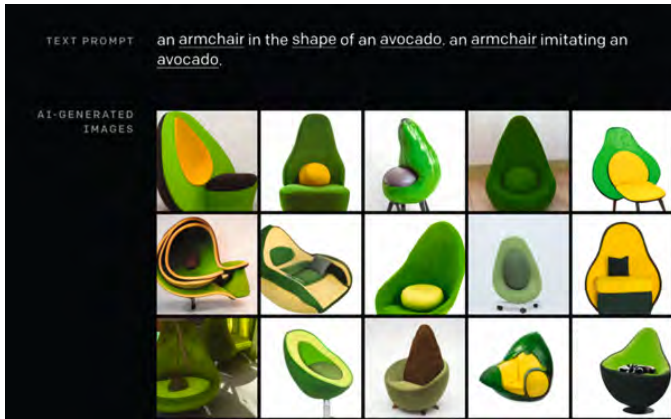 TEXT PROMPT
an armchair in the shape of an avocado. an armchair imitating an
avocado.
AI-GENERATED
IMAGES